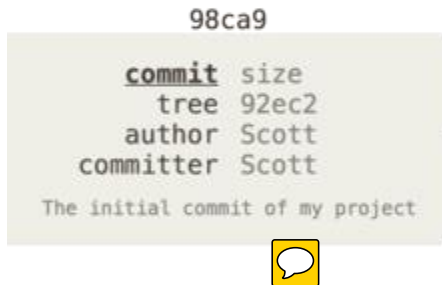 98ca9
commit size
tree 92ec2
author Scott
committer Scott
The initial commit of my project